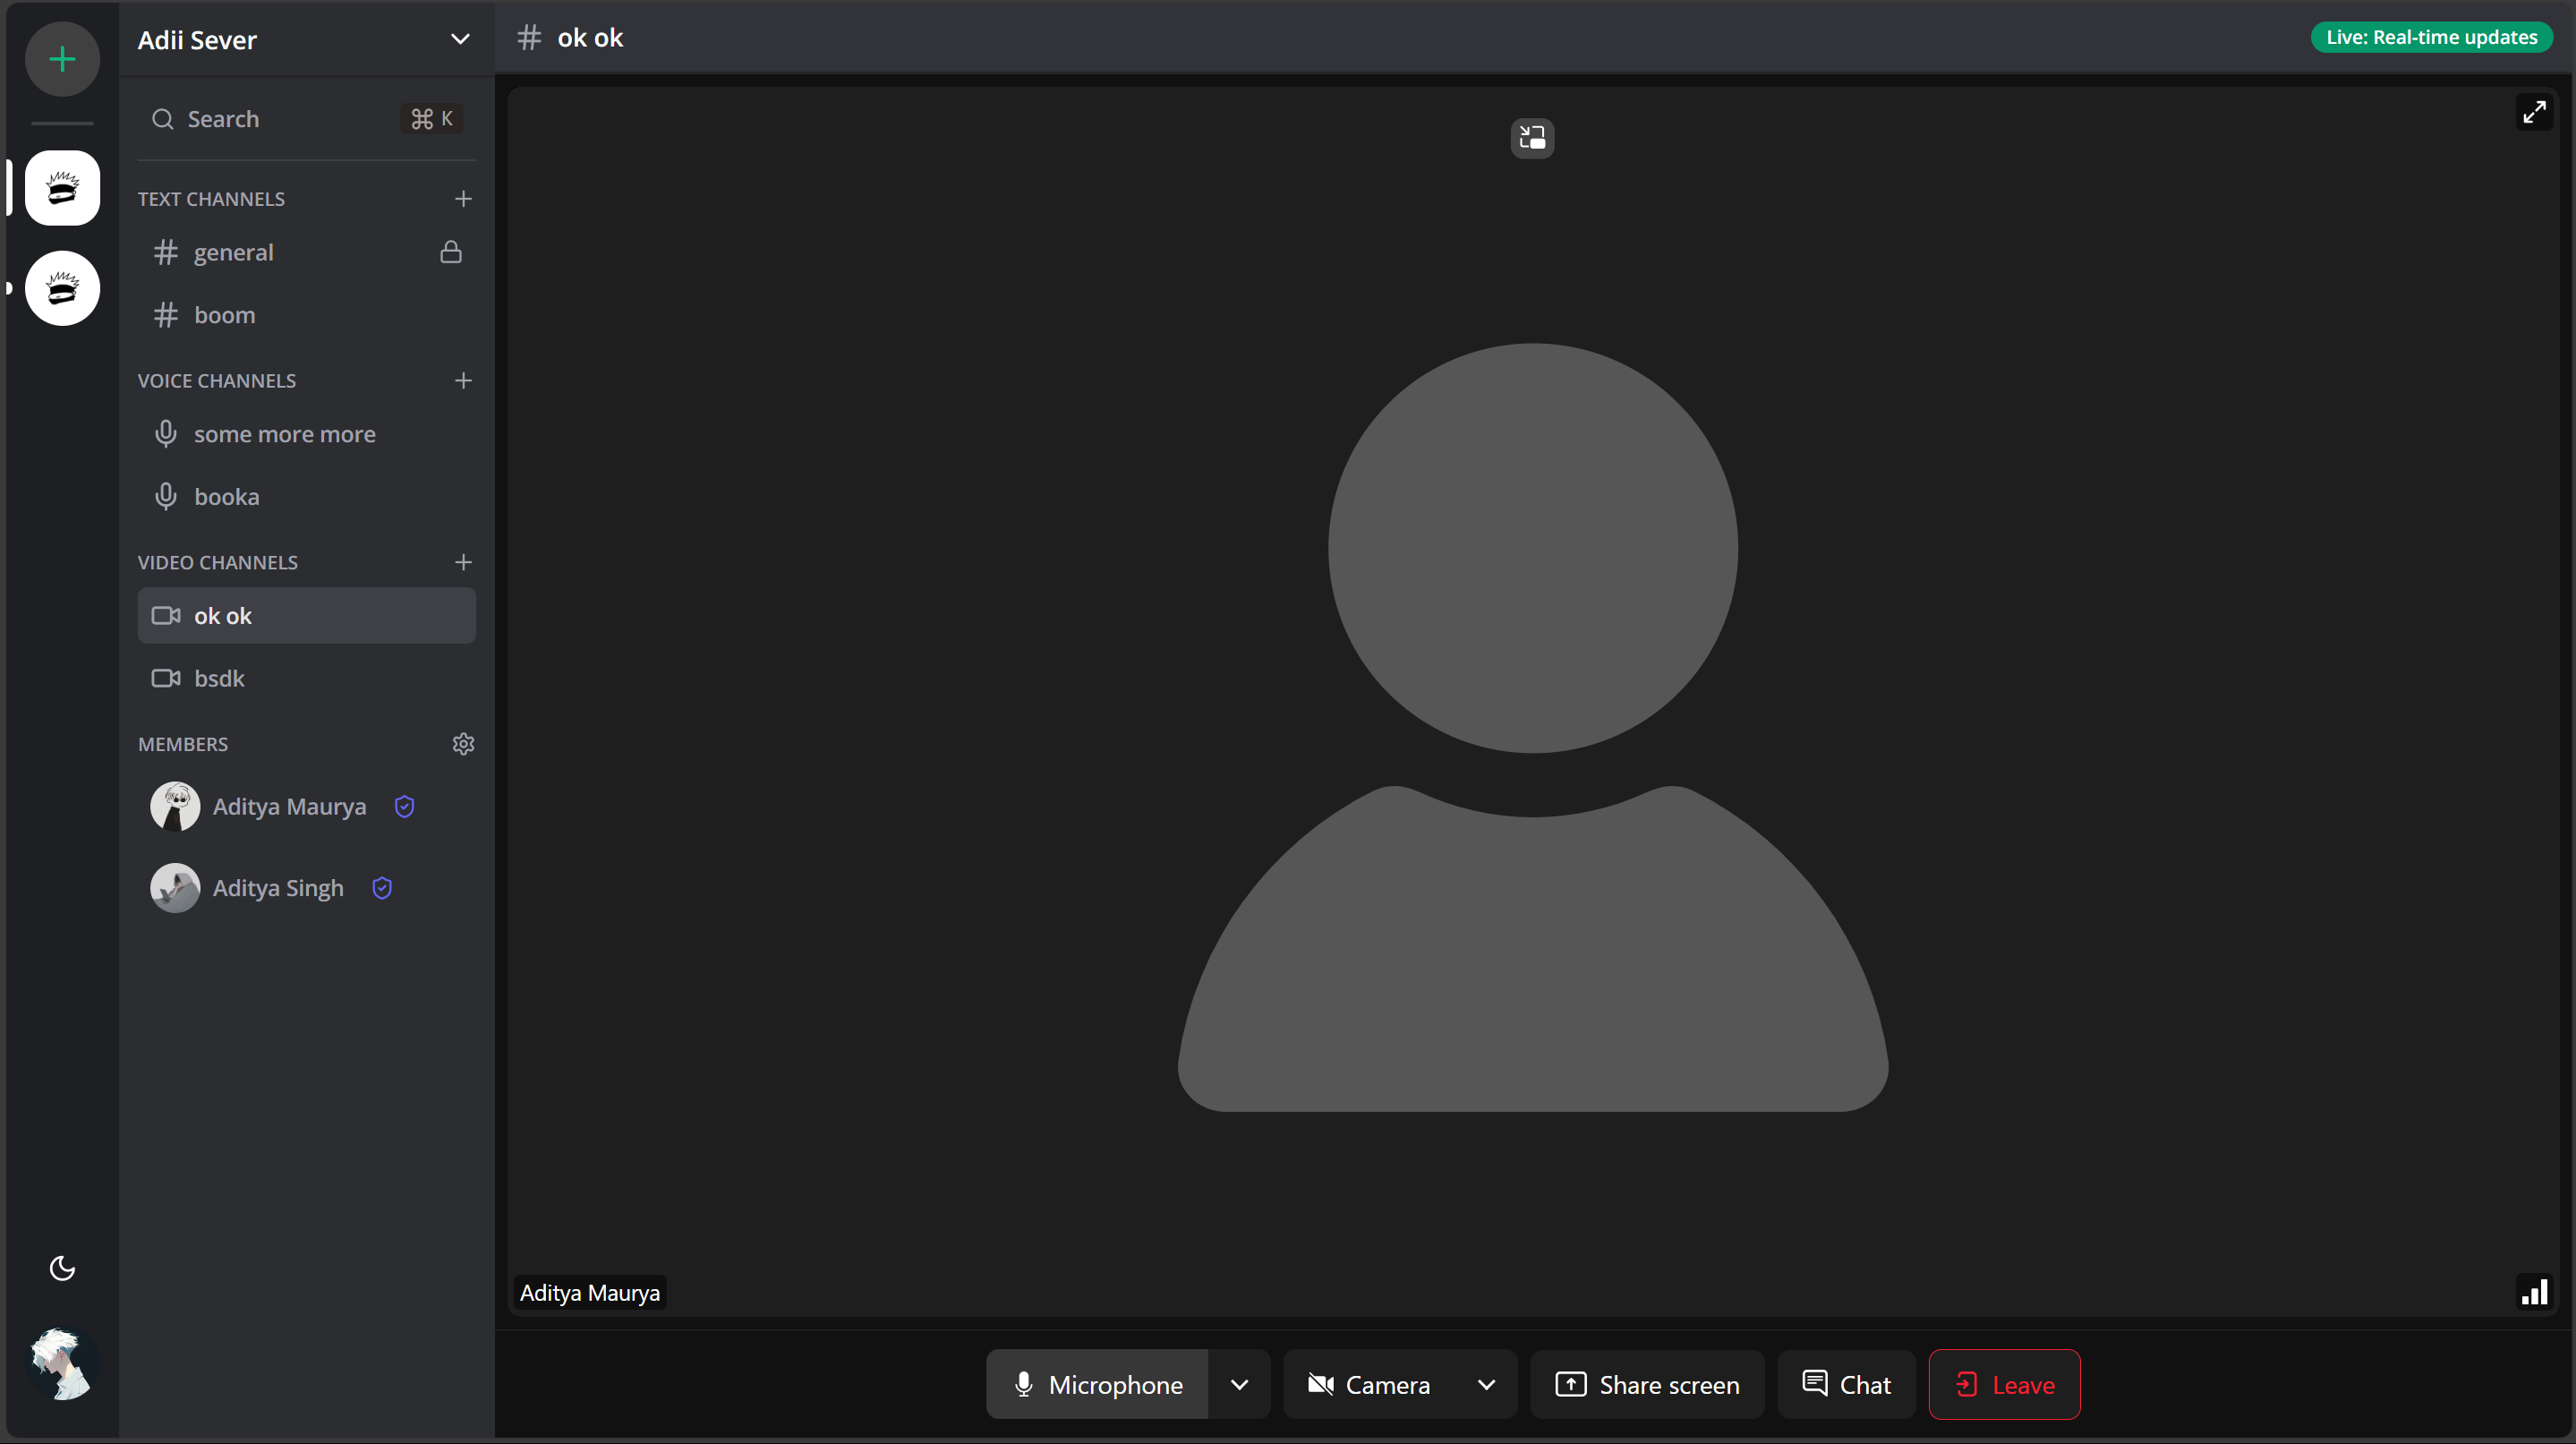 Adii Sever
Search
⌘ K
TEXT CHANNELS
general
boom
VOICE CHANNELS
some more more
booka
VIDEO CHANNELS
ok ok
bsdk
MEMBERS
Aditya Maurya
Aditya Singh
# ok ok
Live: Real-time updates
Aditya Maurya
Microphone
Camera
Share screen
Chat
Leave